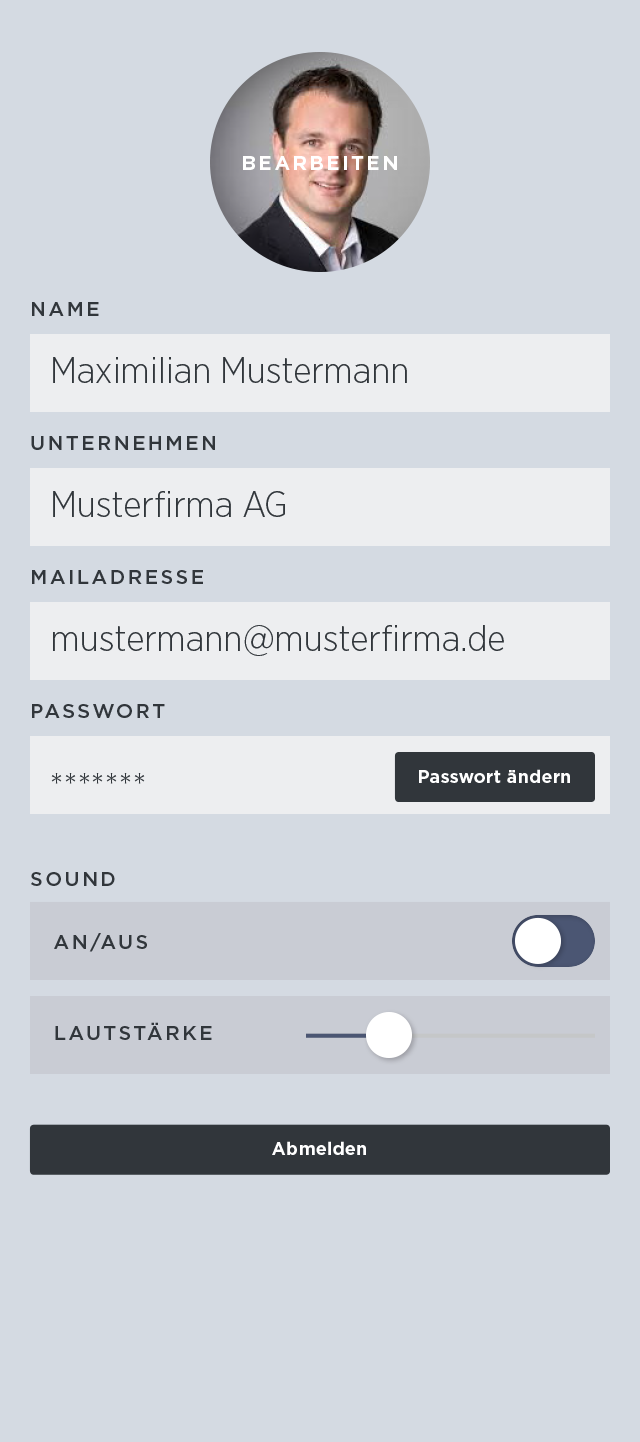 BEARBEITEN
NAME
Maximilian Mustermann
UNTERNEHMEN
Musterfirma AG
MAILADRESSE
mustermann@musterfirma.de
PASSWORT
******* Passwort ändern
SOUND
AN/AUS
LAUTSTÄRKE
Abmelden